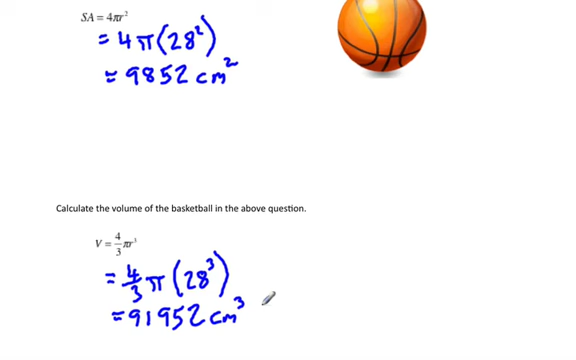 SA = 4πr²
= 4π(28²)
= 9852 cm²
Calculate the volume of the basketball in the above question.
V = 4/3 πr³
= 4/3 π(28³)
= 91952 cm³